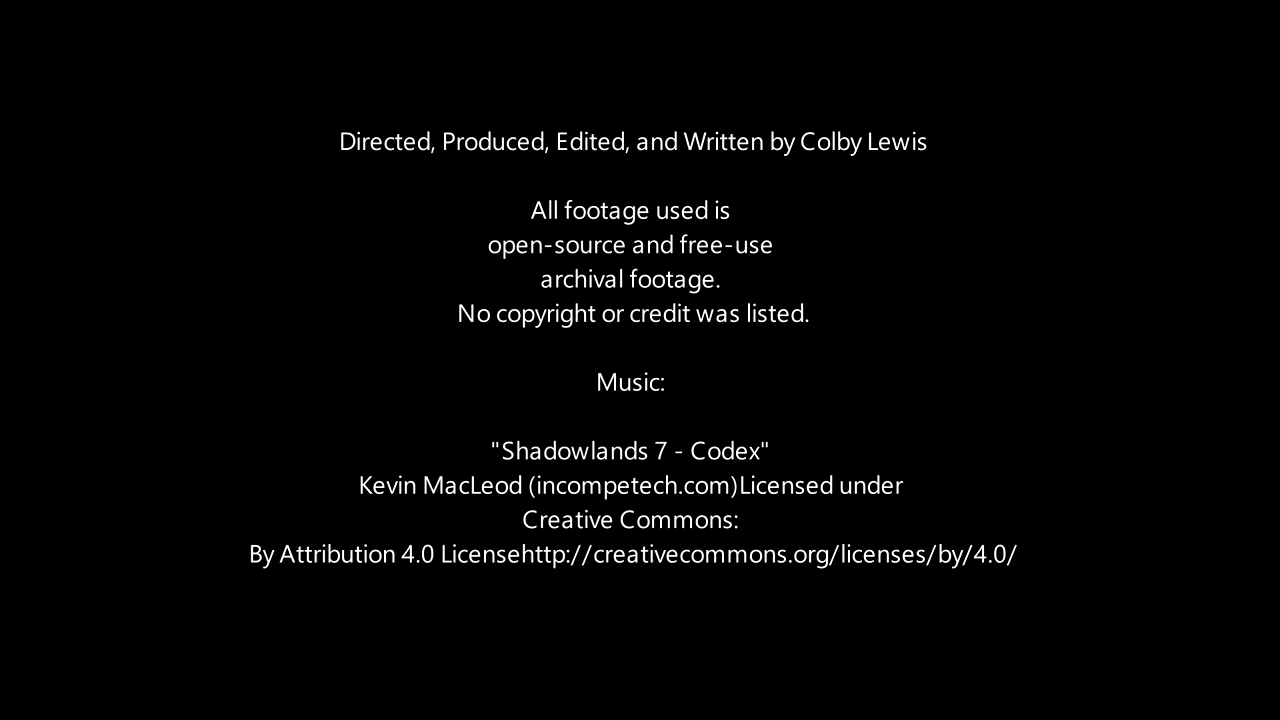 Directed, Produced, Edited, and Written by Colby Lewis
All footage used is
open-source and free-use
archival footage.
No copyright or credit was listed.
Music:
"Shadowlands 7 - Codex"
Kevin MacLeod (incompetech.com)Licensed under
Creative Commons:
By Attribution 4.0 Licensehttp://creativecommons.org/licenses/by/4.0/